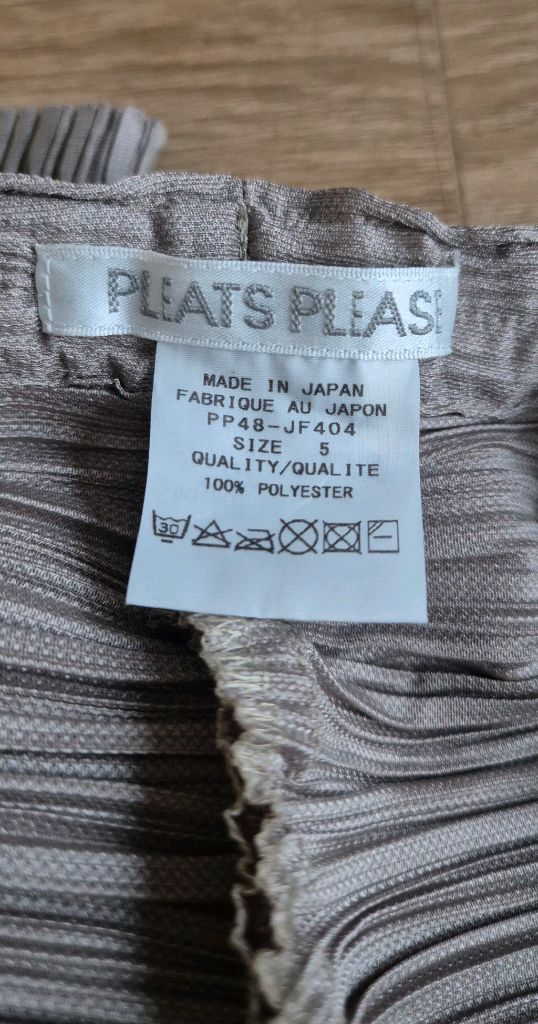 PLEATS PLEASE
MADE IN JAPAN
FABRIQUE AU JAPON
PP48-JF404
SIZE 5
QUALITY/QUALITE
100% POLYESTER
30